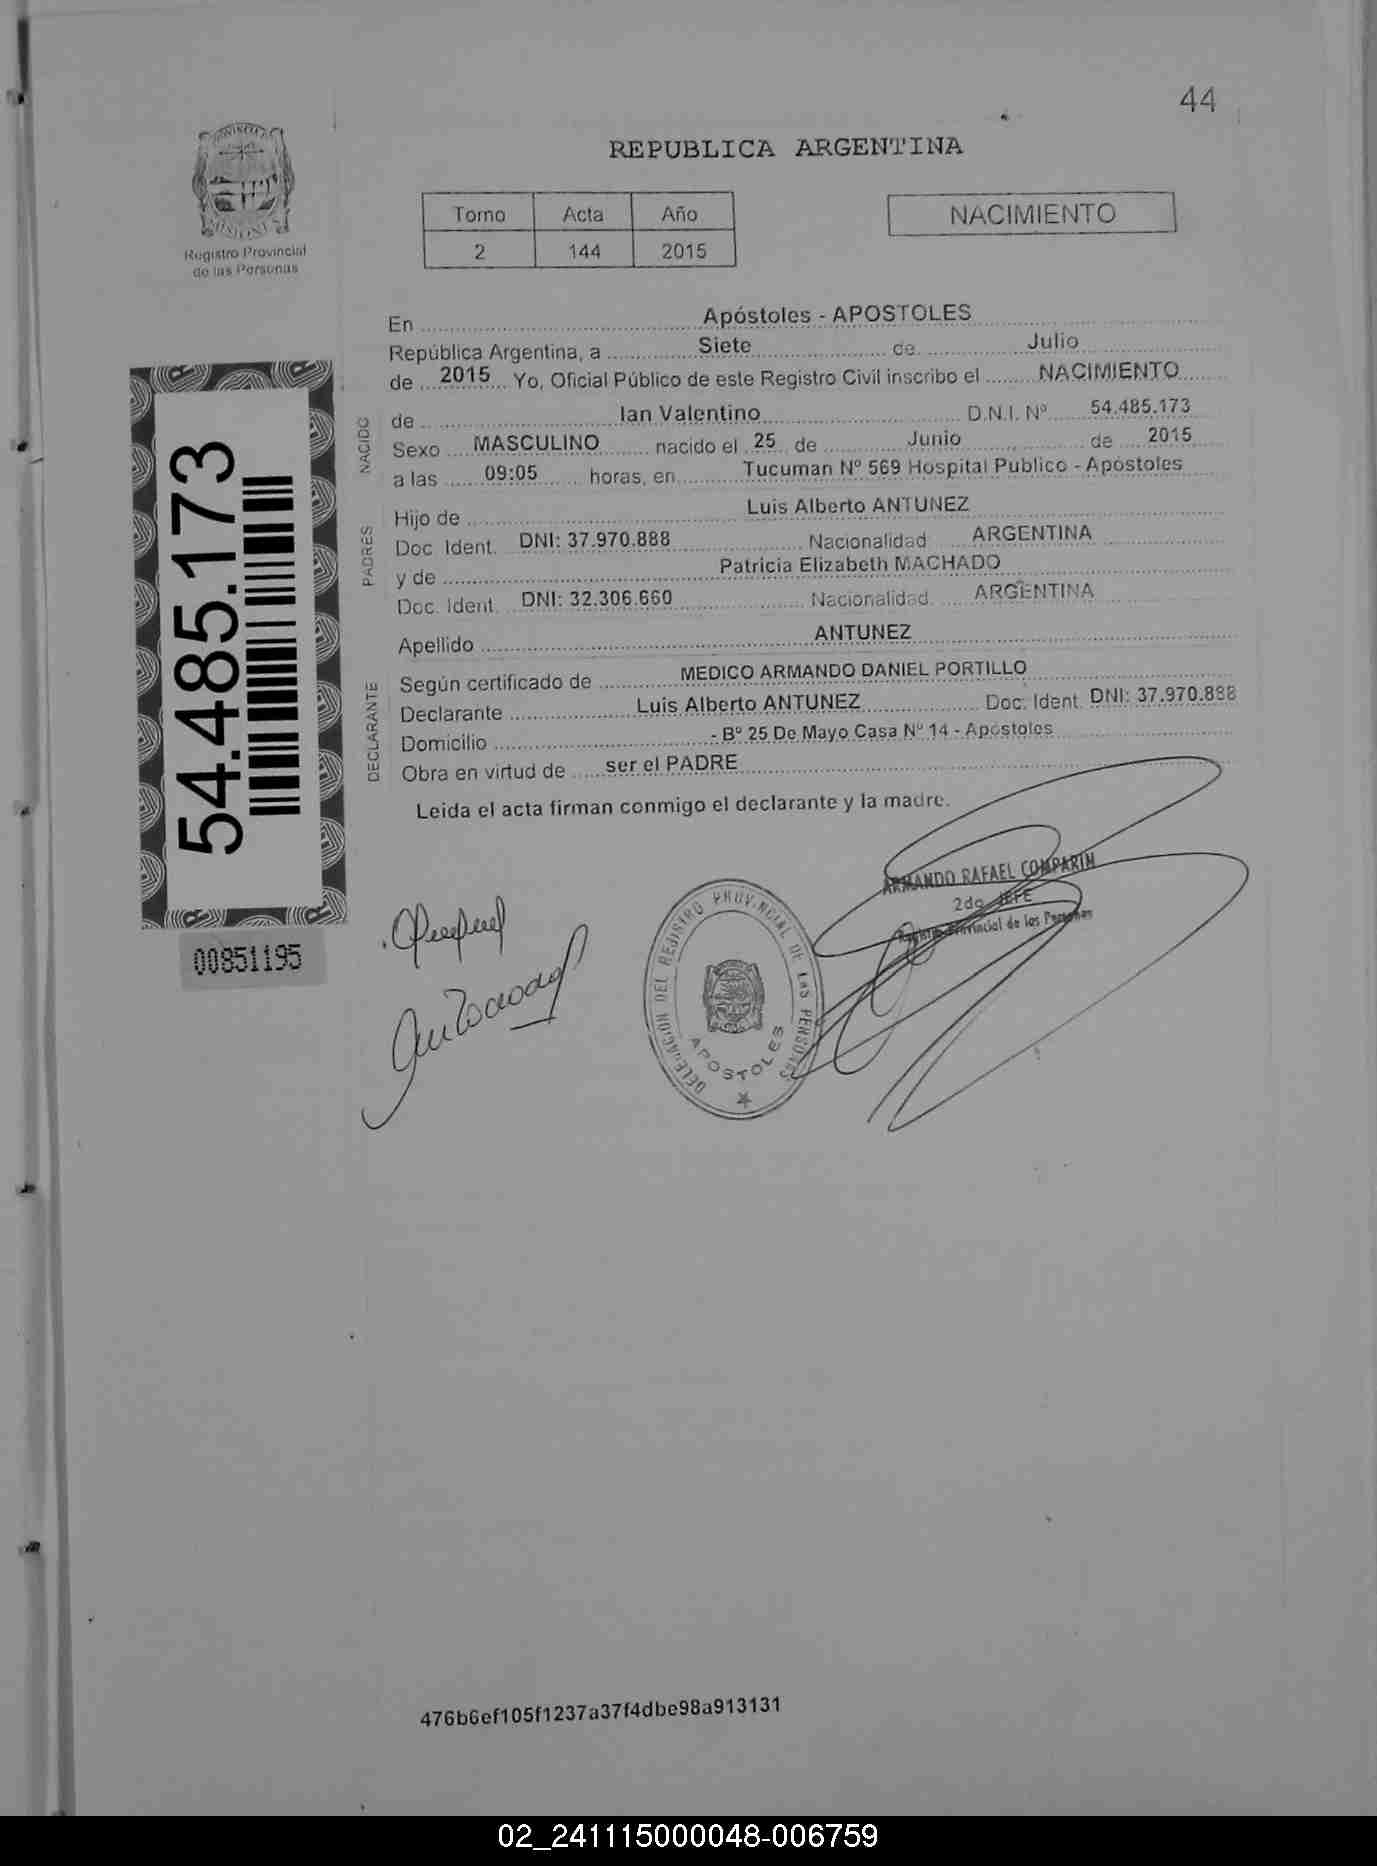 44
PROVINCIA DE
MISIONES
Registro Provincial
de las Personas
REPUBLICA ARGENTINA
Tomo Acta Año
2 144 2015
NACIMIENTO
En Apóstoles - APOSTOLES
República Argentina, a Siete de Julio
de 2015 Yo, Oficial Público de este Registro Civil inscribo el NACIMIENTO
NACIDO
de Ian Valentino D.N.I. Nº 54.485.173
Sexo MASCULINO nacido el 25 de Junio de 2015
a las 09:05 horas, en Tucuman Nº 569 Hospital Publico - Apóstoles
PADRES
Hijo de Luis Alberto ANTUNEZ
Doc. Ident. DNI: 37.970.888 Nacionalidad ARGENTINA
y de Patricia Elizabeth MACHADO
Doc. Ident. DNI: 32.306.660 Nacionalidad ARGENTINA
Apellido ANTUNEZ
DECLARANTE
Según certificado de MEDICO ARMANDO DANIEL PORTILLO
Declarante Luis Alberto ANTUNEZ Doc. Ident. DNI: 37.970.888
Domicilio - Bº 25 De Mayo Casa Nº 14 - Apóstoles
Obra en virtud de ser el PADRE
Leida el acta firman conmigo el declarante y la madre.
54.485.173
00851195
ARMANDO RAFAEL COMPARIN
2do JEFE
Registro Provincial de las Personas
DELEGACION DEL REGISTRO PROVINCIAL DE LAS PERSONAS
APOSTOLES
476b6ef105f1237a37f4dbe98a913131
02_241115000048-006759